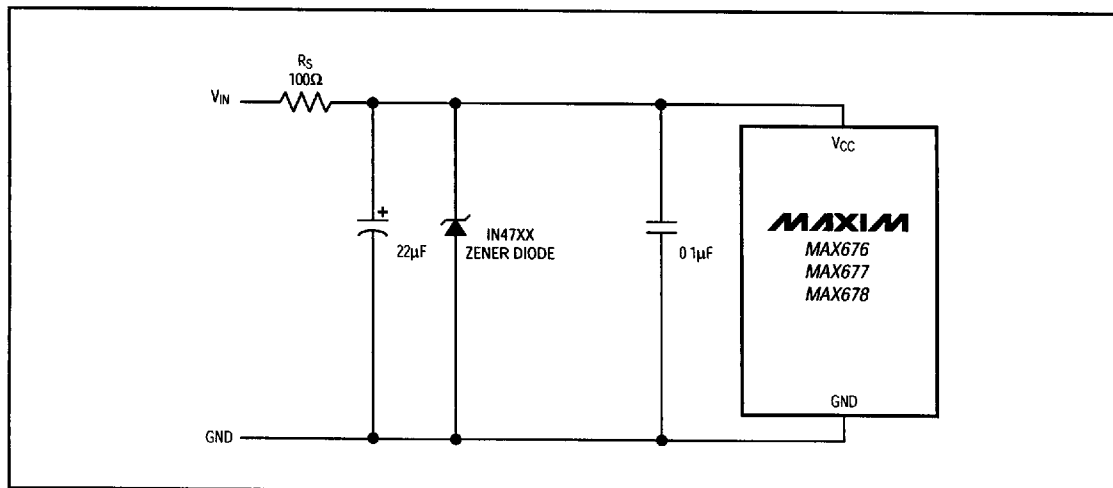 RS
100Ω
VIN
VCC
+
22µF
IN47XX
ZENER DIODE
0 1µF
MAXIM
MAX676
MAX677
MAX678
GND
GND